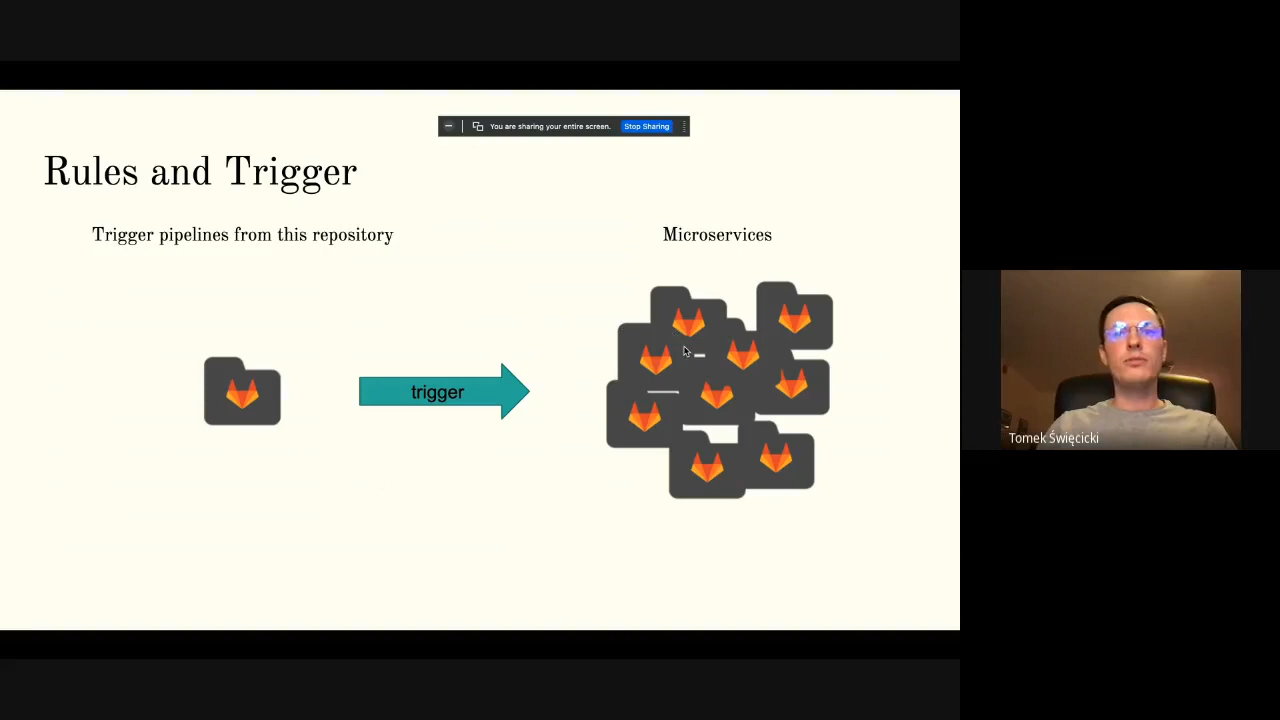 You are sharing your entire screen. Stop Sharing
Rules and Trigger
Trigger pipelines from this repository
Microservices
trigger
Tomek Święcicki